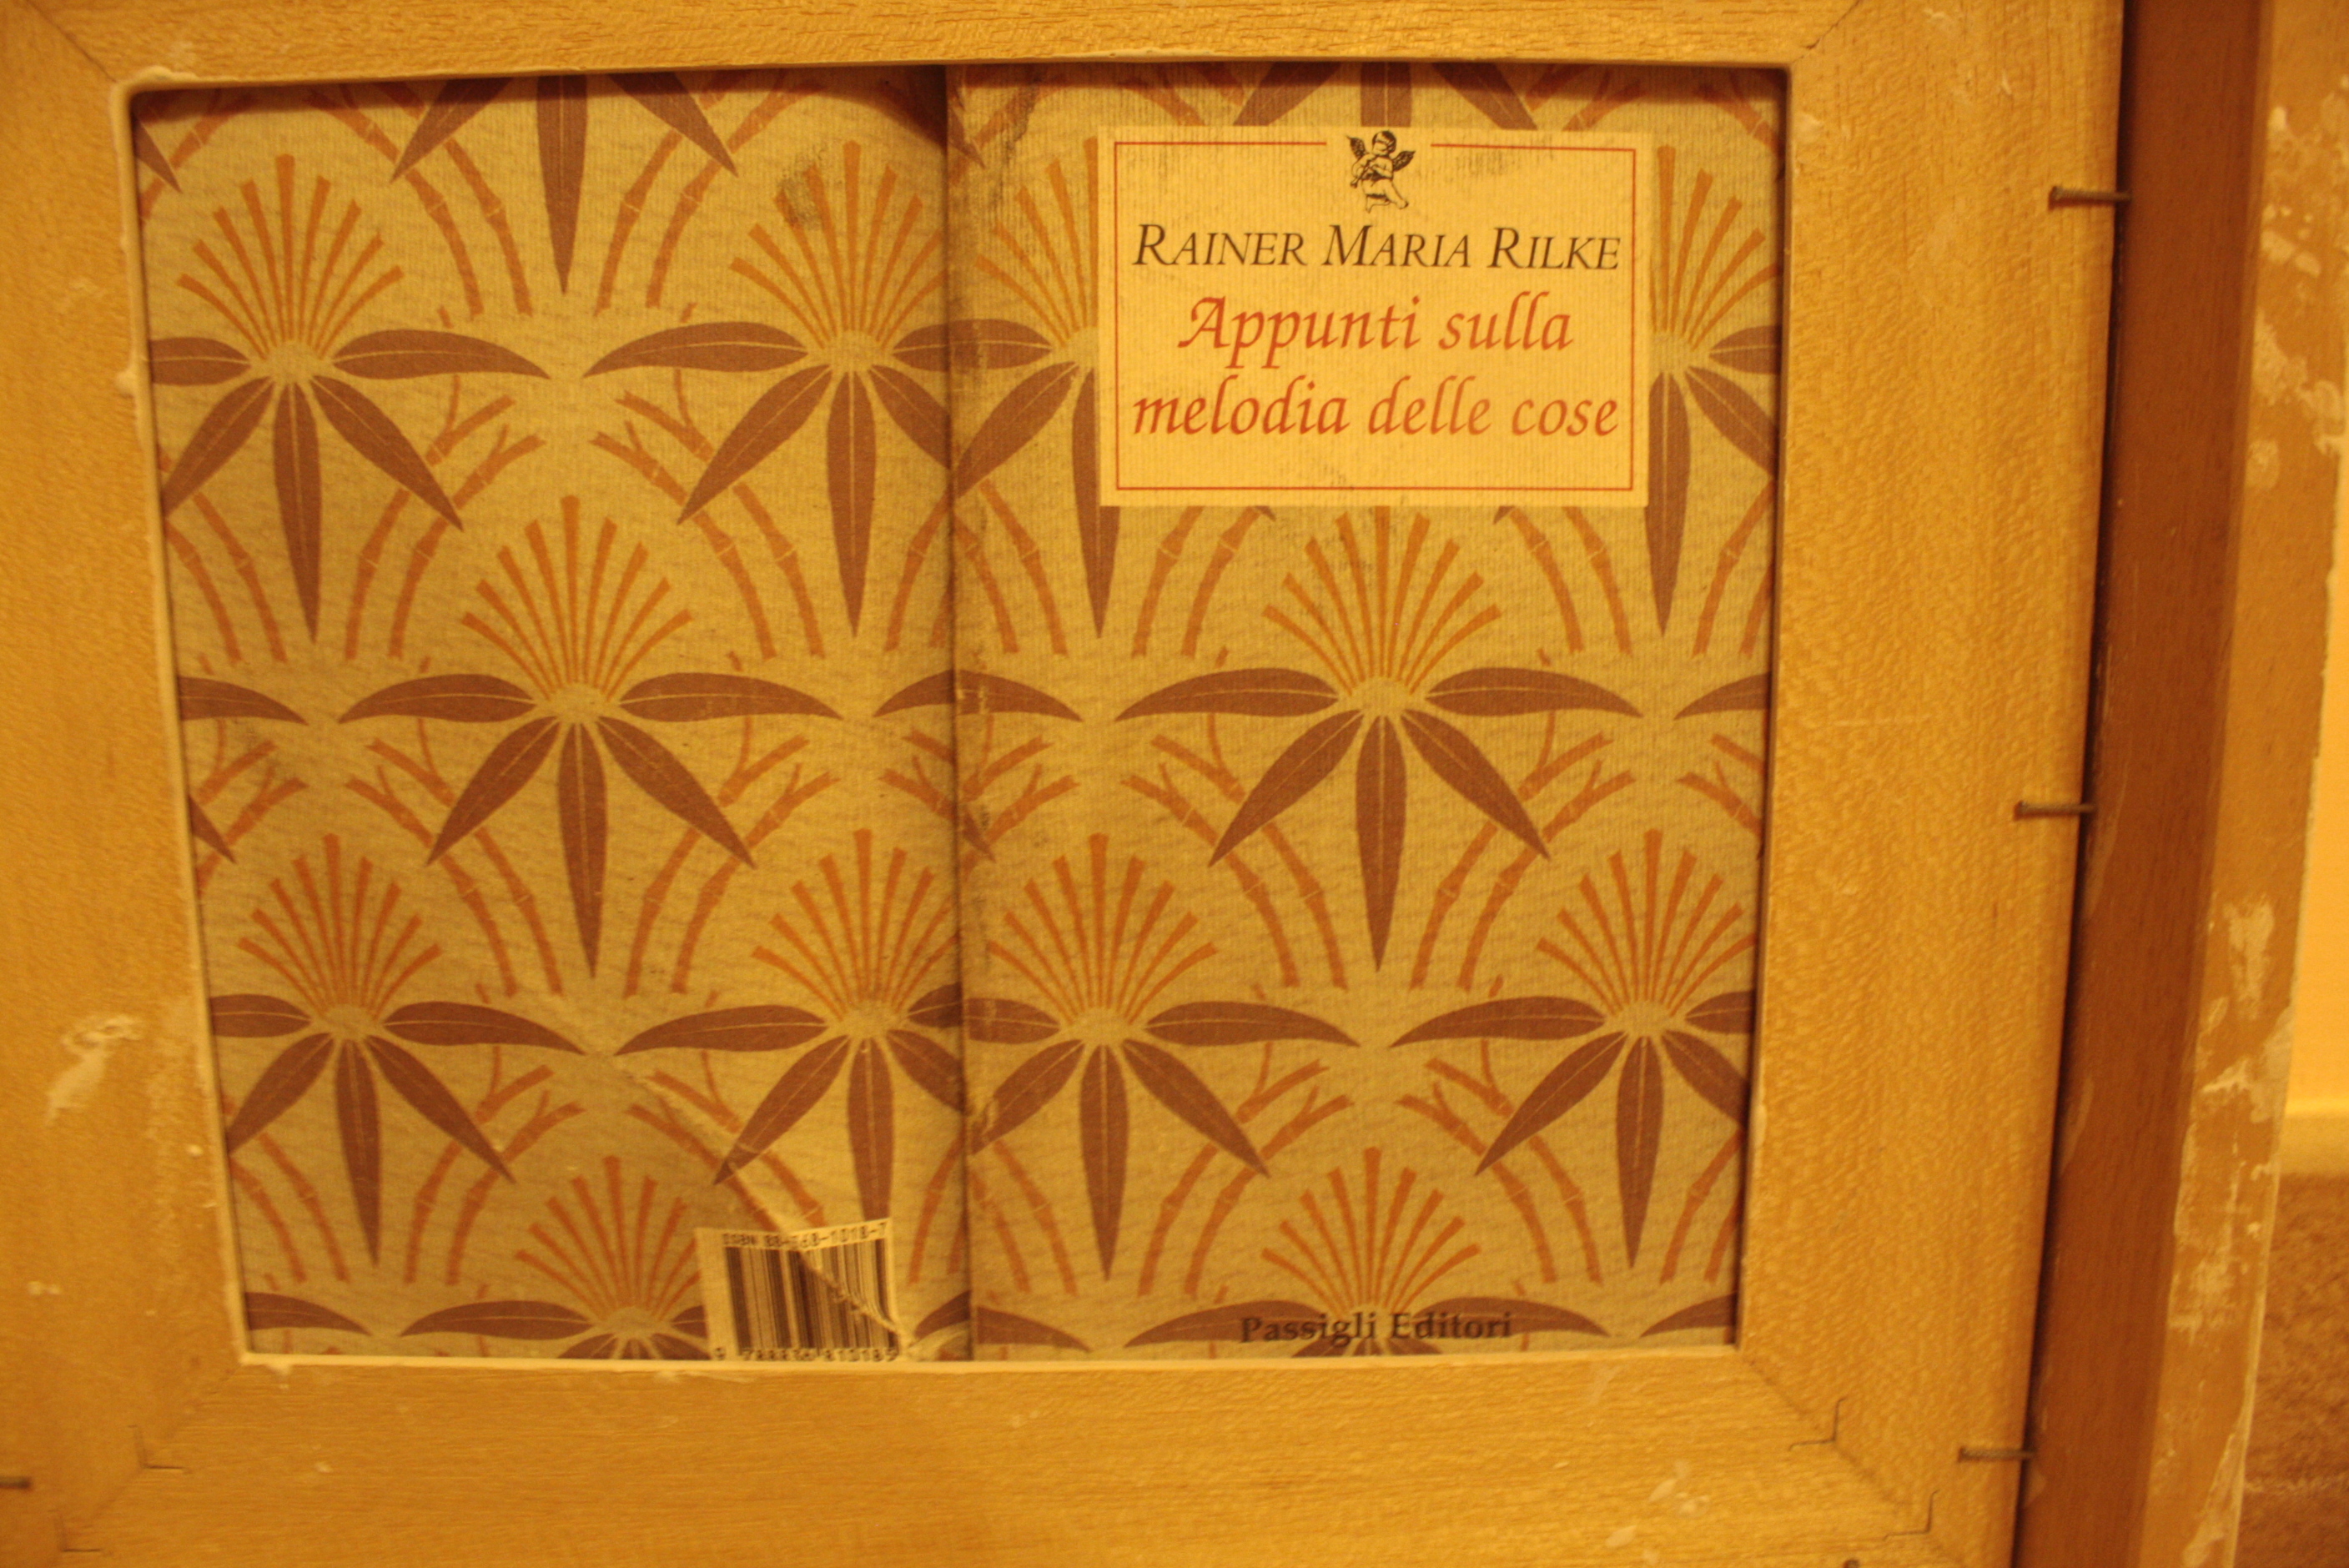 RAINER MARIA RILKE
Appunti sulla
melodia delle cose
Passigli Editori